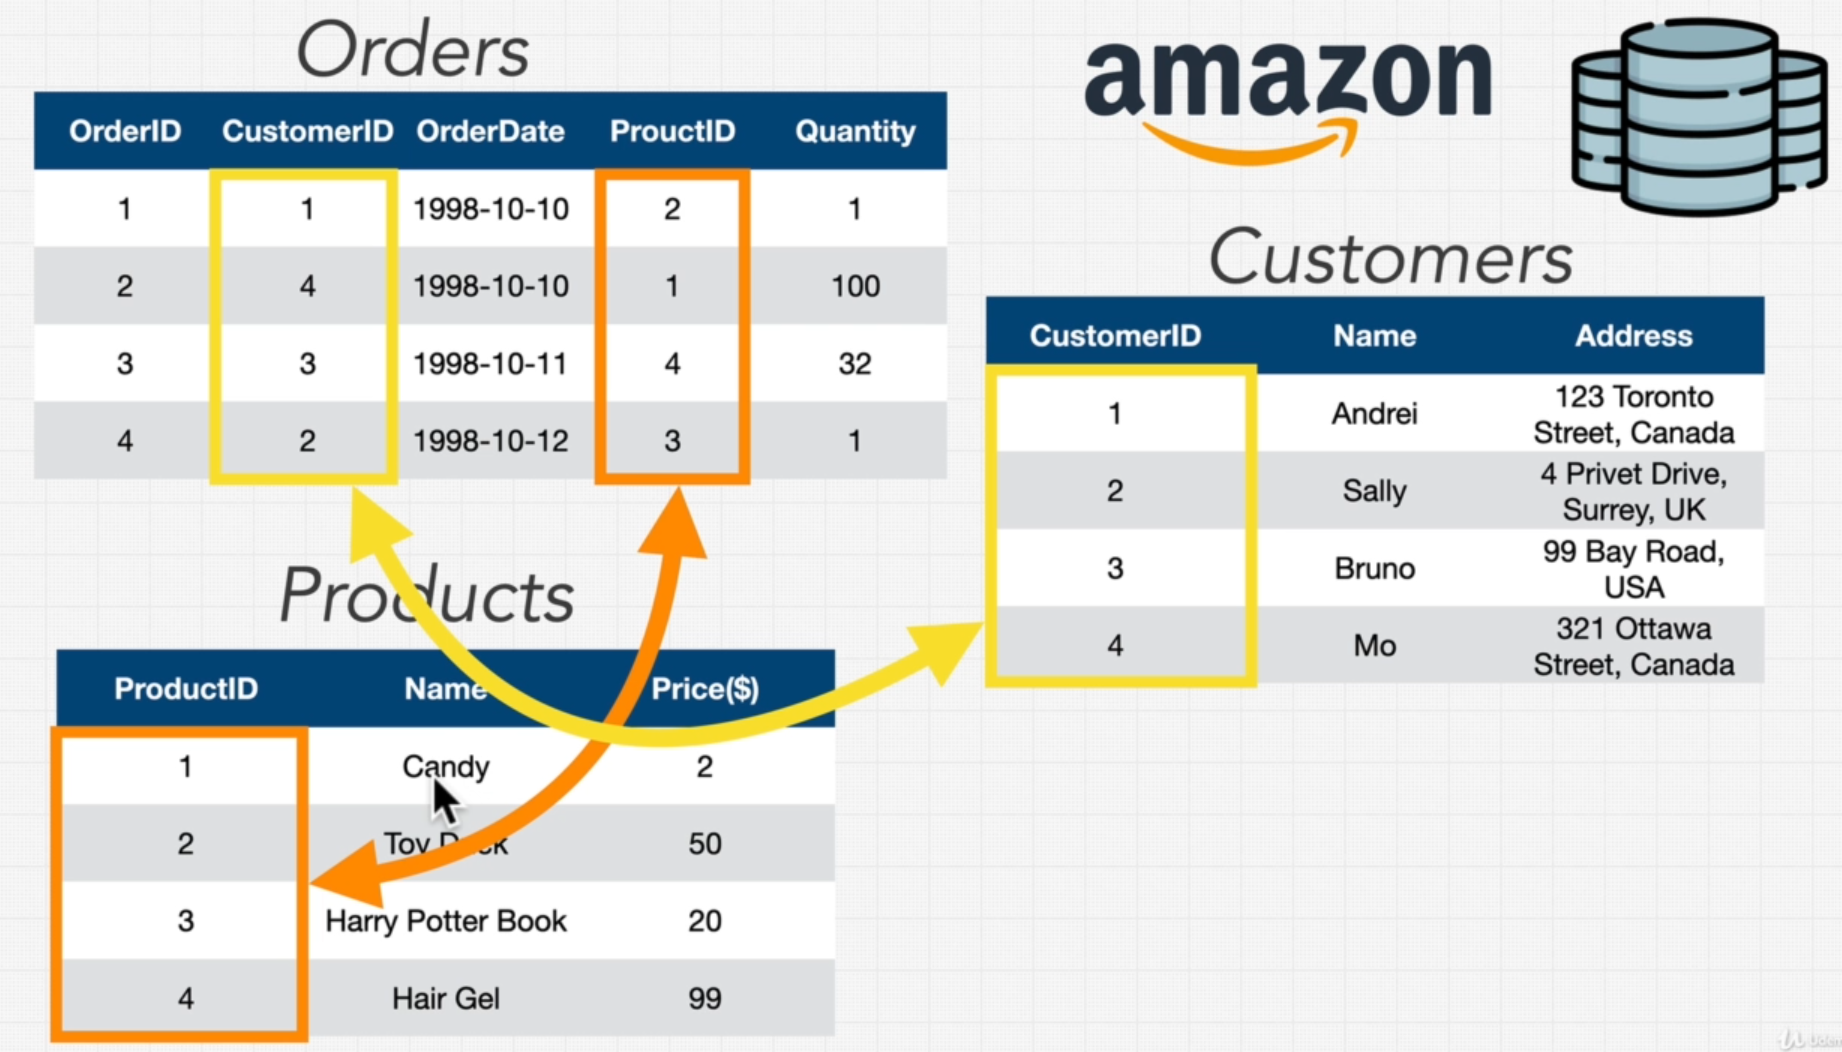 Orders
OrderID CustomerID OrderDate ProuctID Quantity
1 1 1998-10-10 2 1
2 4 1998-10-10 1 100
3 3 1998-10-11 4 32
4 2 1998-10-12 3 1
amazon
Customers
CustomerID Name Address
1 Andrei 123 Toronto
Street, Canada
2 Sally 4 Privet Drive,
Surrey, UK
3 Bruno 99 Bay Road,
USA
4 Mo 321 Ottawa
Street, Canada
Products
ProductID Name Price($)
1 Candy 2
2 50
3 Harry Potter Book 20
4 Hair Gel 99